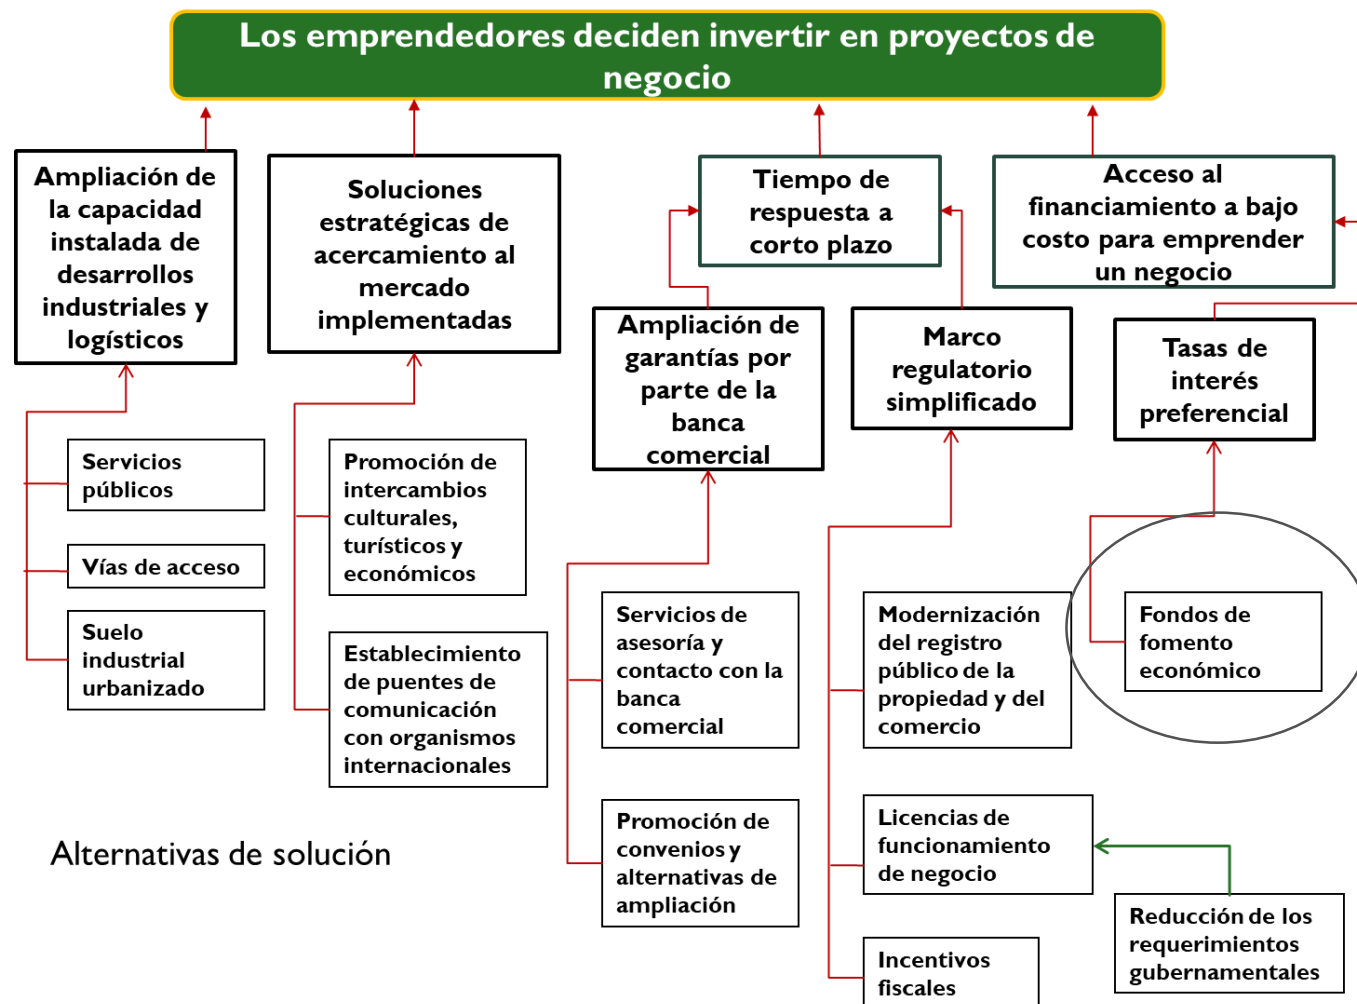 Los emprendedores deciden invertir en proyectos de
negocio
Ampliación de
la capacidad
instalada de
desarrollos
industriales y
logísticos
Soluciones
estratégicas de
acercamiento al
mercado
implementadas
Tiempo de
respuesta a
corto plazo
Acceso al
financiamiento a bajo
costo para emprender
un negocio
Ampliación de
garantías por
parte de la
banca
comercial
Marco
regulatorio
simplificado
Tasas de
interés
preferencial
Servicios
públicos
Vías de acceso
Suelo
industrial
urbanizado
Promoción de
intercambios
culturales,
turísticos y
económicos
Establecimiento
de puentes de
comunicación
con organismos
internacionales
Servicios de
asesoría y
contacto con la
banca
comercial
Promoción de
convenios y
alternativas de
ampliación
Modernización
del registro
público de la
propiedad y del
comercio
Licencias de
funcionamiento
de negocio
Incentivos
fiscales
Fondos de
fomento
económico
Reducción de los
requerimientos
gubernamentales
Alternativas de solución